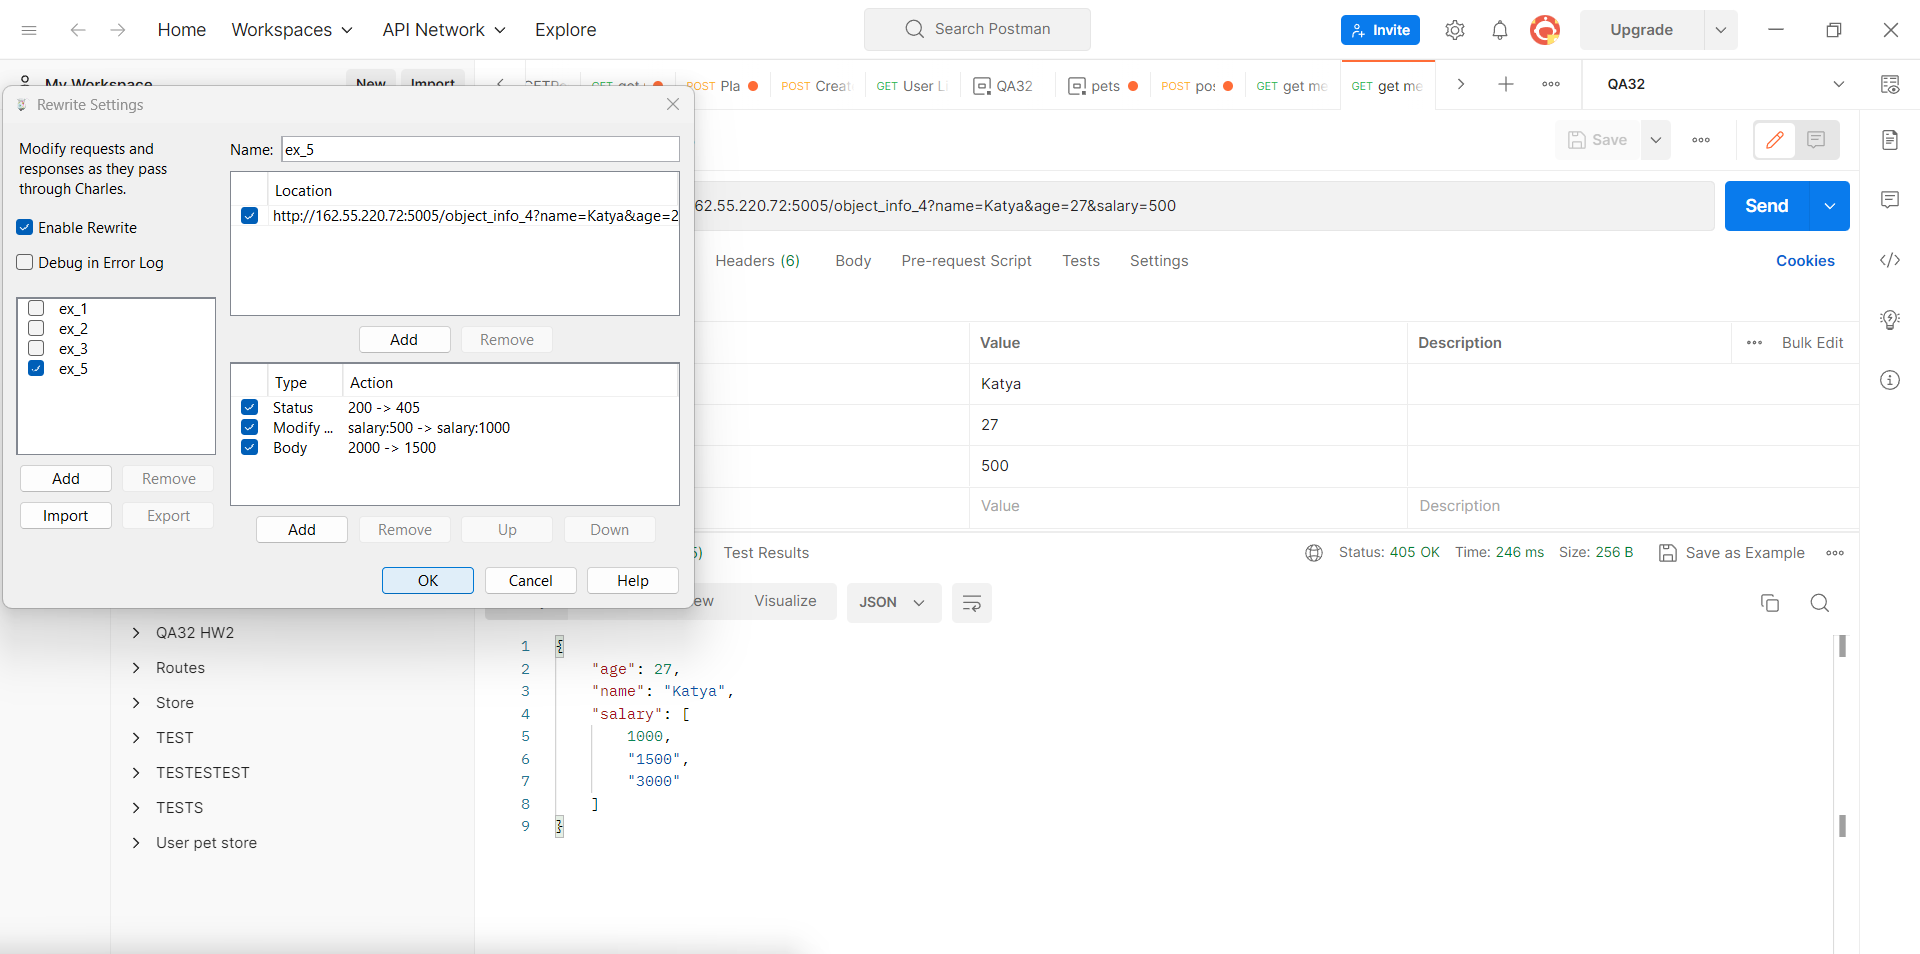 Home Workspaces API Network Explore
Search Postman
Invite
Upgrade
My Workspace New Import
GET POST Pla POST Creat GET User Li QA32 pets POST pos GET get me GET get me
QA32
Rewrite Settings
Modify requests and
responses as they pass
through Charles.
Enable Rewrite
Debug in Error Log
ex_1
ex_2
ex_3
ex_5
Add Remove
Import Export
Name: ex_5
Location
http://162.55.220.72:5005/object_info_4?name=Katya&age=2
Add Remove
Type Action
Status 200 -> 405
Modify ... salary:500 -> salary:1000
Body 2000 -> 1500
Add Remove Up Down
OK Cancel Help
Save
62.55.220.72:5005/object_info_4?name=Katya&age=27&salary=500
Send
Headers (6) Body Pre-request Script Tests Settings
Cookies
Value Description
Bulk Edit
Katya
27
500
Value Description
5) Test Results
Status: 405 OK Time: 246 ms Size: 256 B Save as Example
ew Visualize JSON
1 {
2 "age": 27,
3 "name": "Katya",
4 "salary": [
5 1000,
6 "1500",
7 "3000"
8 ]
9 }
QA32 HW2
Routes
Store
TEST
TESTESTEST
TESTS
User pet store